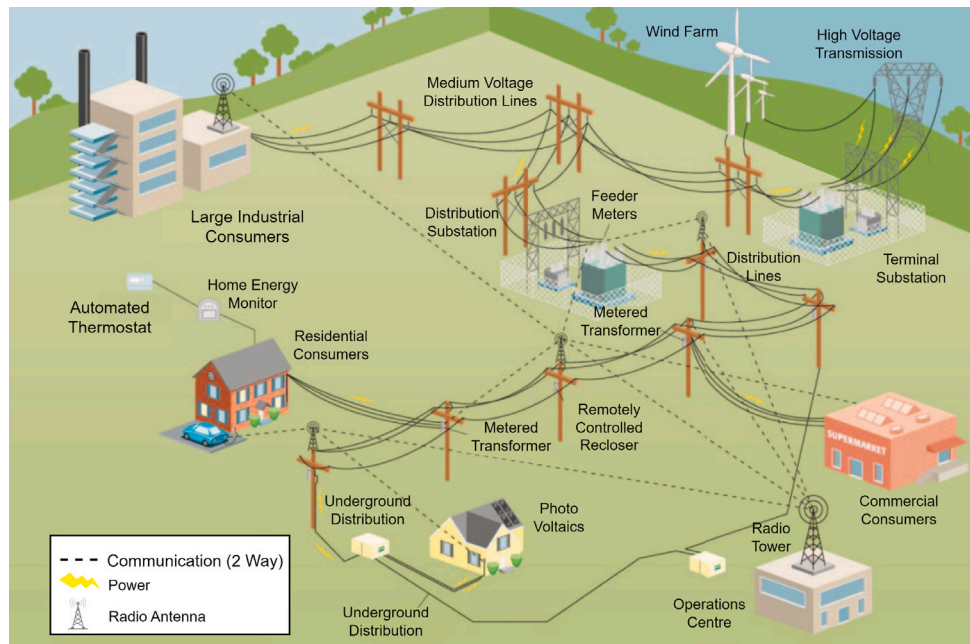 Wind Farm
High Voltage
Transmission
Medium Voltage
Distribution Lines
Large Industrial
Consumers
Distribution
Substation
Feeder
Meters
Distribution
Lines
Terminal
Substation
Home Energy
Monitor
Automated
Thermostat
Metered
Transformer
Residential
Consumers
Metered
Transformer
Remotely
Controlled
Recloser
SUPERMARKET
Commercial
Consumers
Underground
Distribution
Photo
Voltaics
Radio
Tower
Communication (2 Way)
Power
Radio Antenna
Underground
Distribution
Operations
Centre